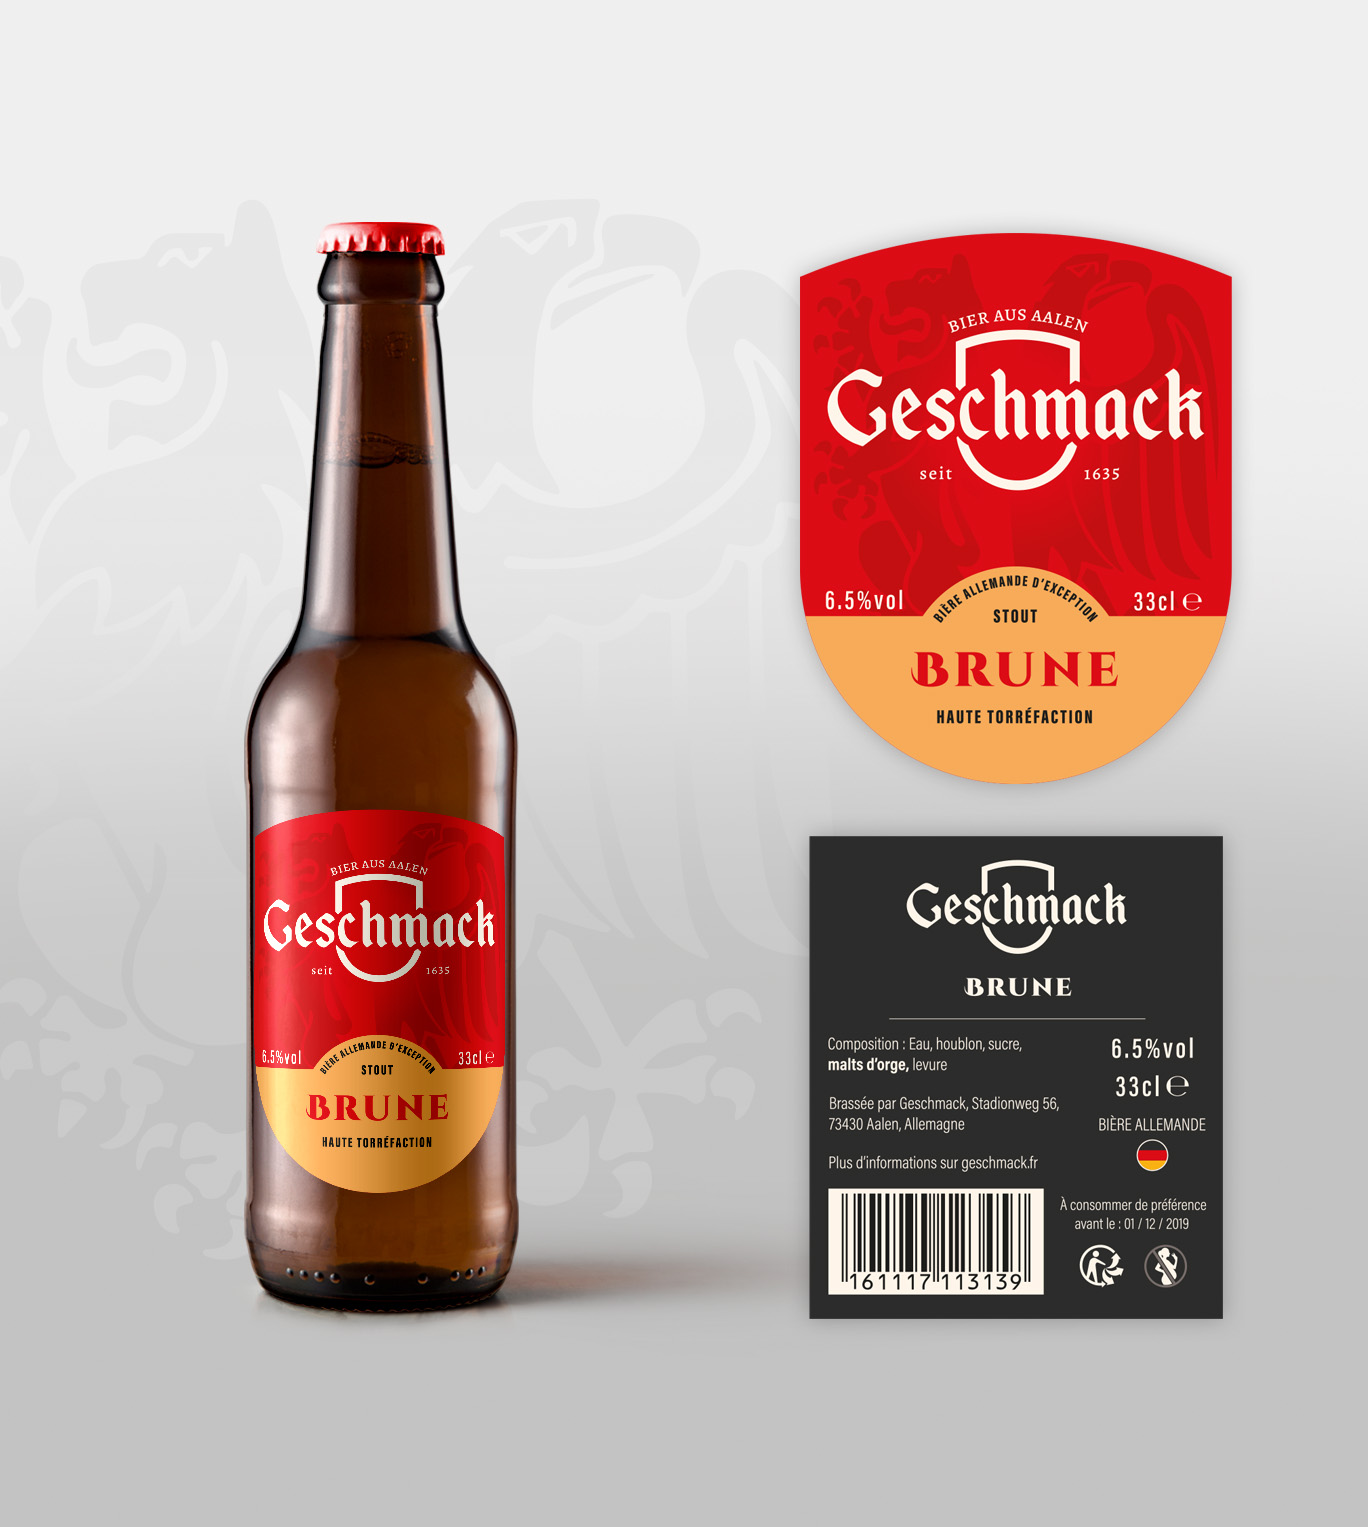 BIER AUS AALEN
Geschmack
seit 1635
6.5%vol
BIÈRE ALLEMANDE D'EXCEPTION
33cl ℮
STOUT
BRUNE
HAUTE TORRÉFACTION
BIER AUS AALEN
Geschmack
seit 1635
6.5%vol
BIÈRE ALLEMANDE D'EXCEPTION
33cl ℮
STOUT
BRUNE
HAUTE TORRÉFACTION
Geschmack
BRUNE
Composition : Eau, houblon, sucre,
malts d'orge, levure
Brassée par Geschmack, Stadionweg 56,
73430 Aalen, Allemagne
Plus d'informations sur geschmack.fr
6.5%vol
33cl ℮
BIÈRE ALLEMANDE
À consommer de préférence
avant le : 01 / 12 / 2019
161117 113139